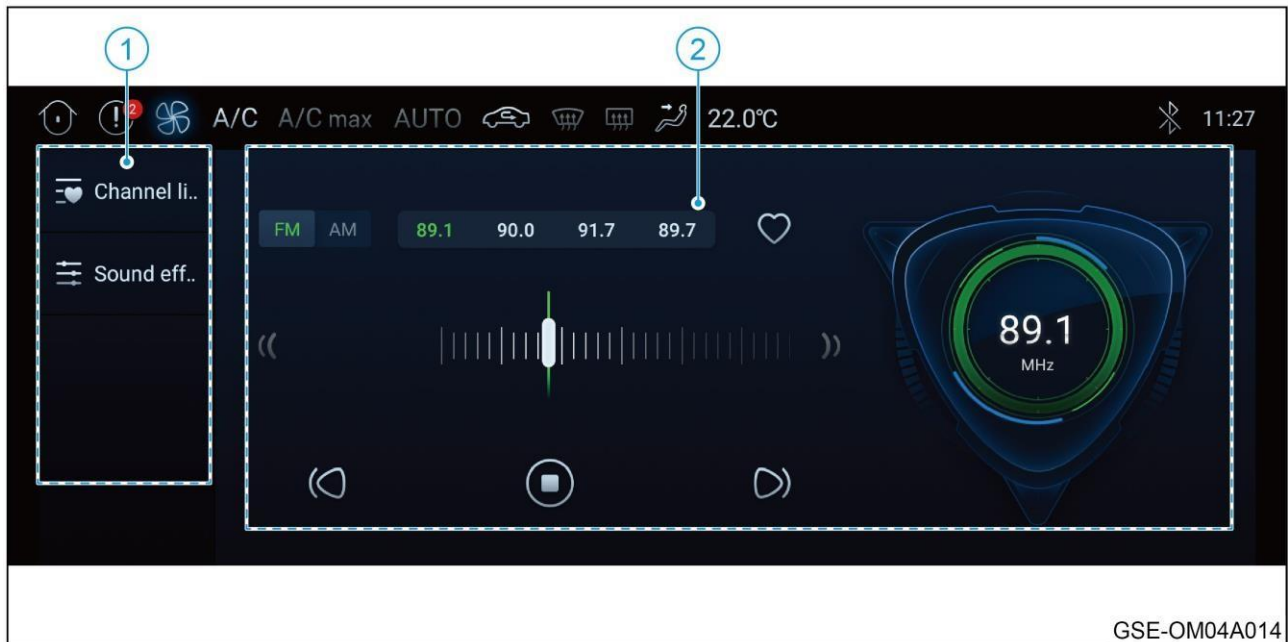 1 2
2 A/C A/C max AUTO 22.0°C 11:27
Channel li..
FM AM 89.1 90.0 91.7 89.7
Sound eff..
89.1
MHz
GSE-OM04A014